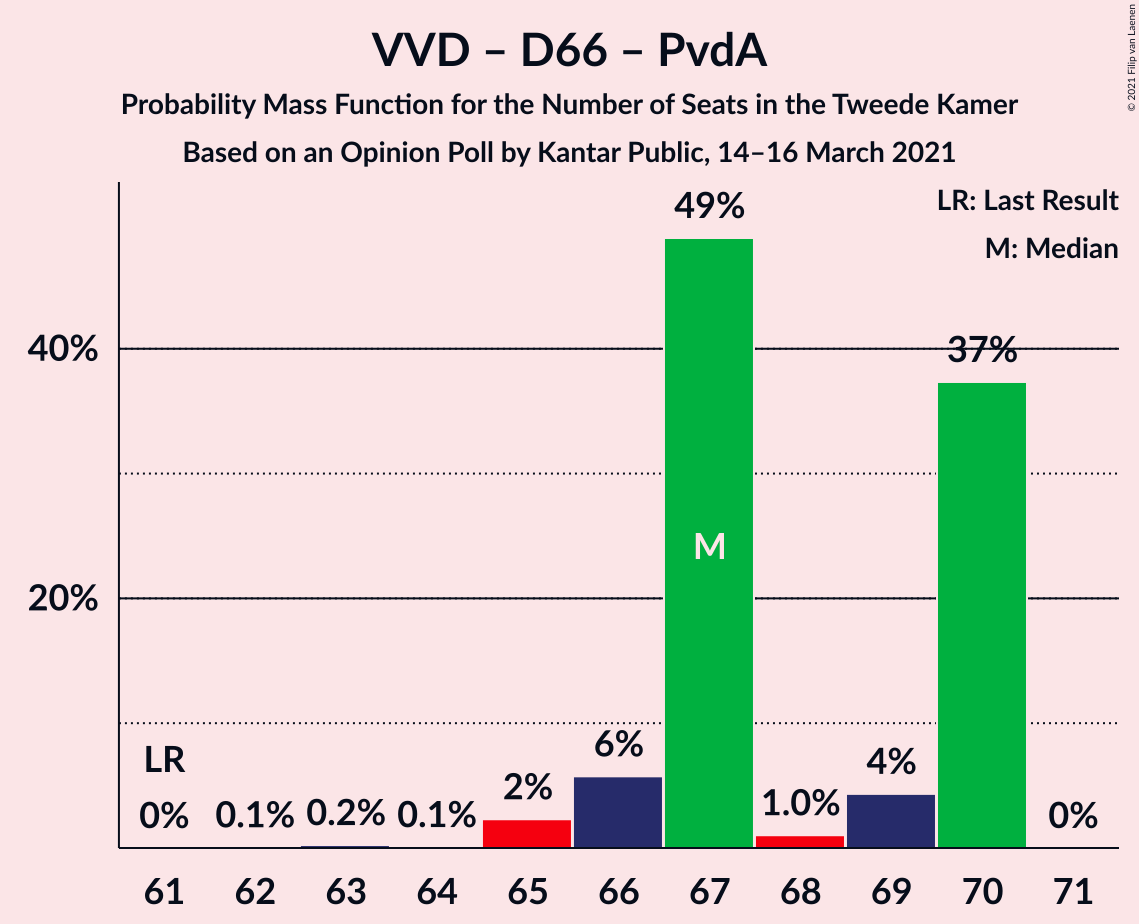 VVD – D66 – PvdA
Probability Mass Function for the Number of Seats in the Tweede Kamer
Based on an Opinion Poll by Kantar Public, 14–16 March 2021
© 2021 Filip van Laenen
LR: Last Result
M: Median
49%
40%
37%
M
20%
6%
LR
4%
2%
1.0%
0%
0.1%
0.2%
0.1%
0%
61 62 63 64 65 66 67 68 69 70 71